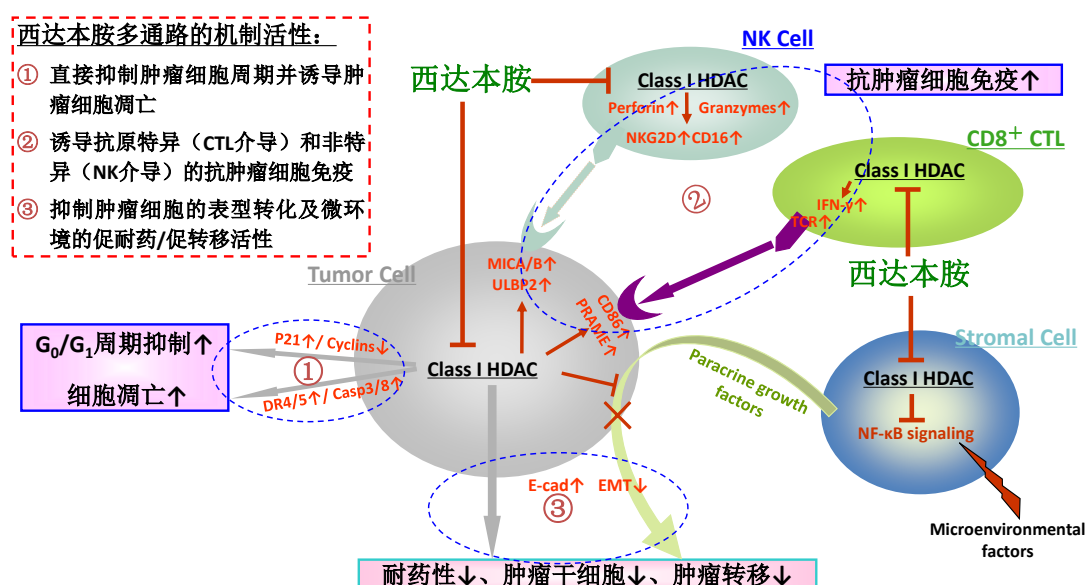 西达本胺多通路的机制活性：
① 直接抑制肿瘤细胞周期并诱导肿
瘤细胞凋亡
② 诱导抗原特异（CTL介导）和非特
异（NK介导）的抗肿瘤细胞免疫
③ 抑制肿瘤细胞的表型转化及微环
境的促耐药/促转移活性
NK Cell
西达本胺
Class I HDAC
Perforin↑ Granzymes↑
NKG2D↑CD16↑
抗肿瘤细胞免疫↑
CD8⁺ CTL
Class I HDAC
IFN-γ↑
TCR↑
②
西达本胺
Tumor Cell
MICA/B↑
ULBP2↑
CD86↑
PRAME↑
Class I HDAC
G₀/G₁周期抑制↑
细胞凋亡↑
P21↑/ Cyclins↓
①
DR4/5↑/ Casp3/8↑
Paracrine growth
factors
Stromal Cell
Class I HDAC
NF-κB signaling
Microenvironmental
factors
E-cad↑ EMT↓
③
耐药性↓、肿瘤干细胞↓、肿瘤转移↓